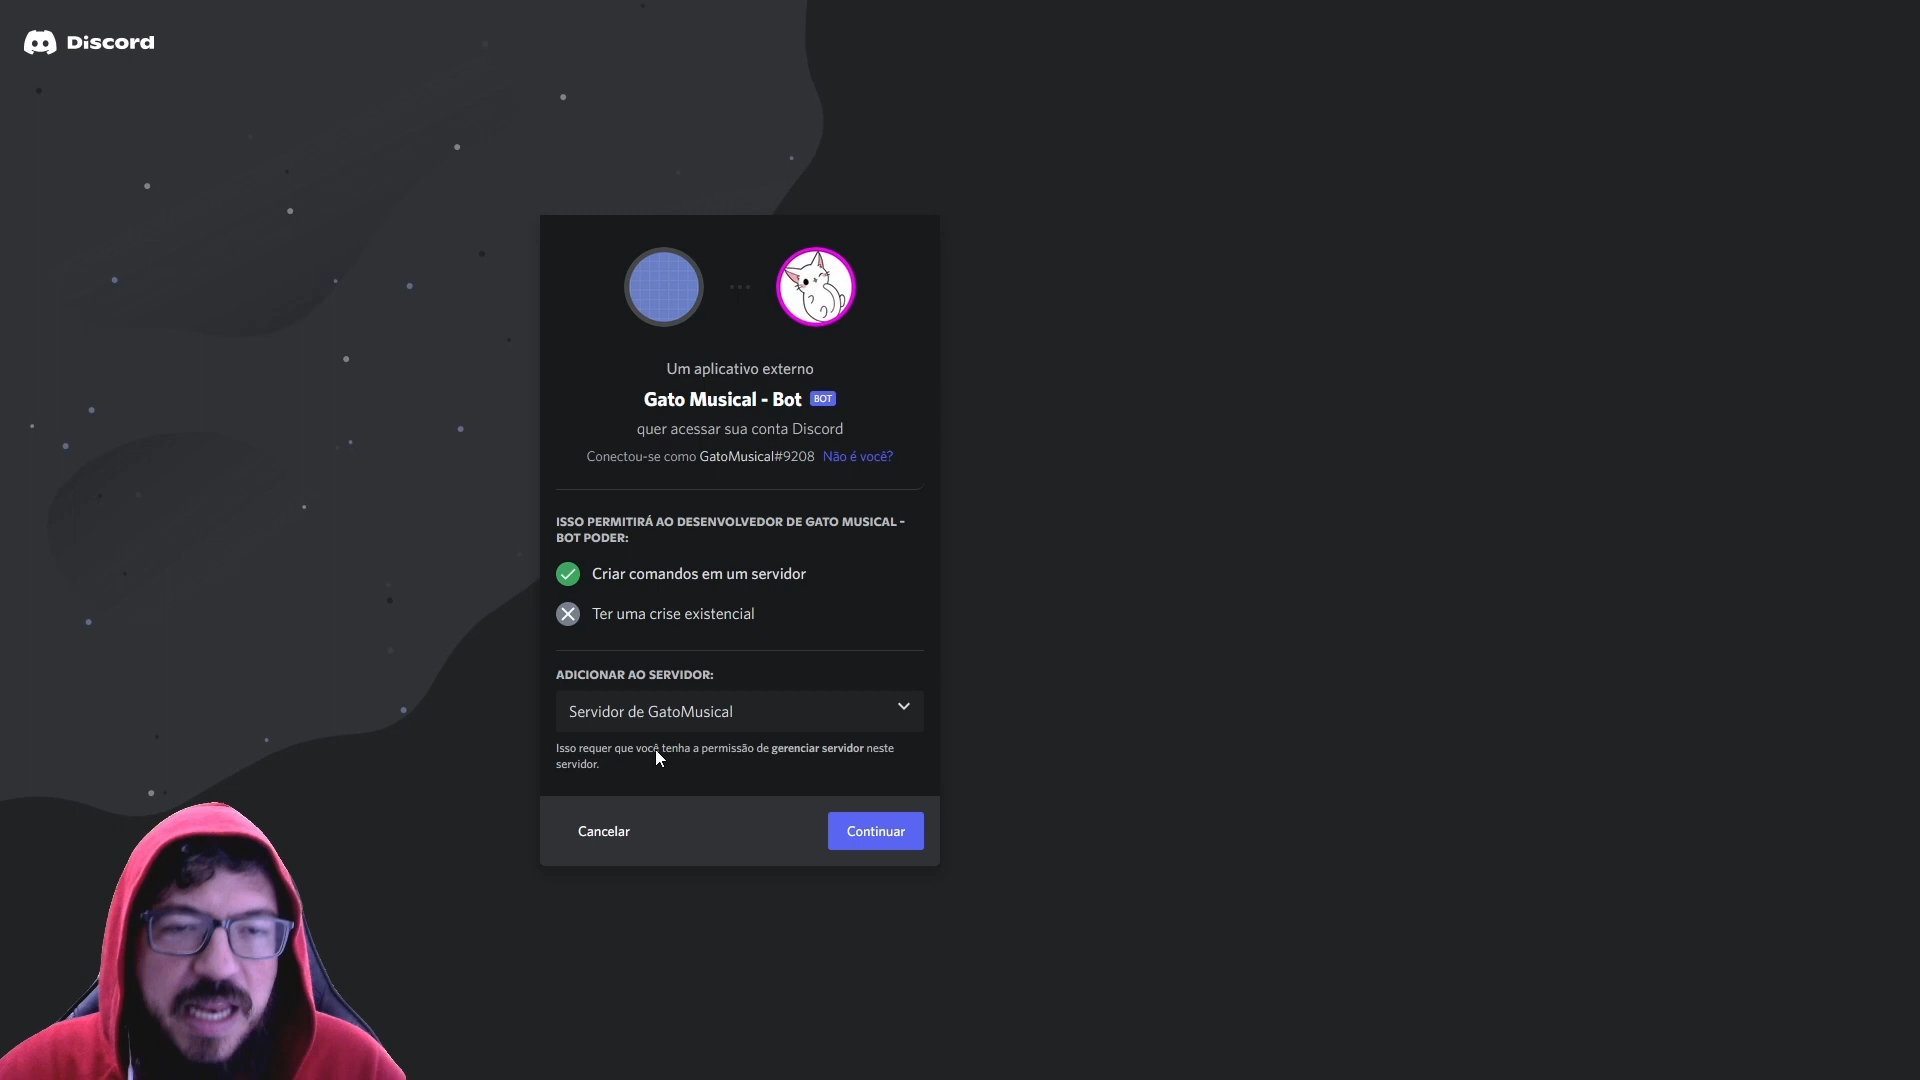 Discord
Um aplicativo externo
Gato Musical - Bot BOT
quer acessar sua conta Discord
Conectou-se como GatoMusical#9208 Não é você?
ISSO PERMITIRÁ AO DESENVOLVEDOR DE GATO MUSICAL -
BOT PODER:
Criar comandos em um servidor
Ter uma crise existencial
ADICIONAR AO SERVIDOR:
Servidor de GatoMusical
Isso requer que você tenha a permissão de gerenciar servidor neste
servidor.
Cancelar
Continuar